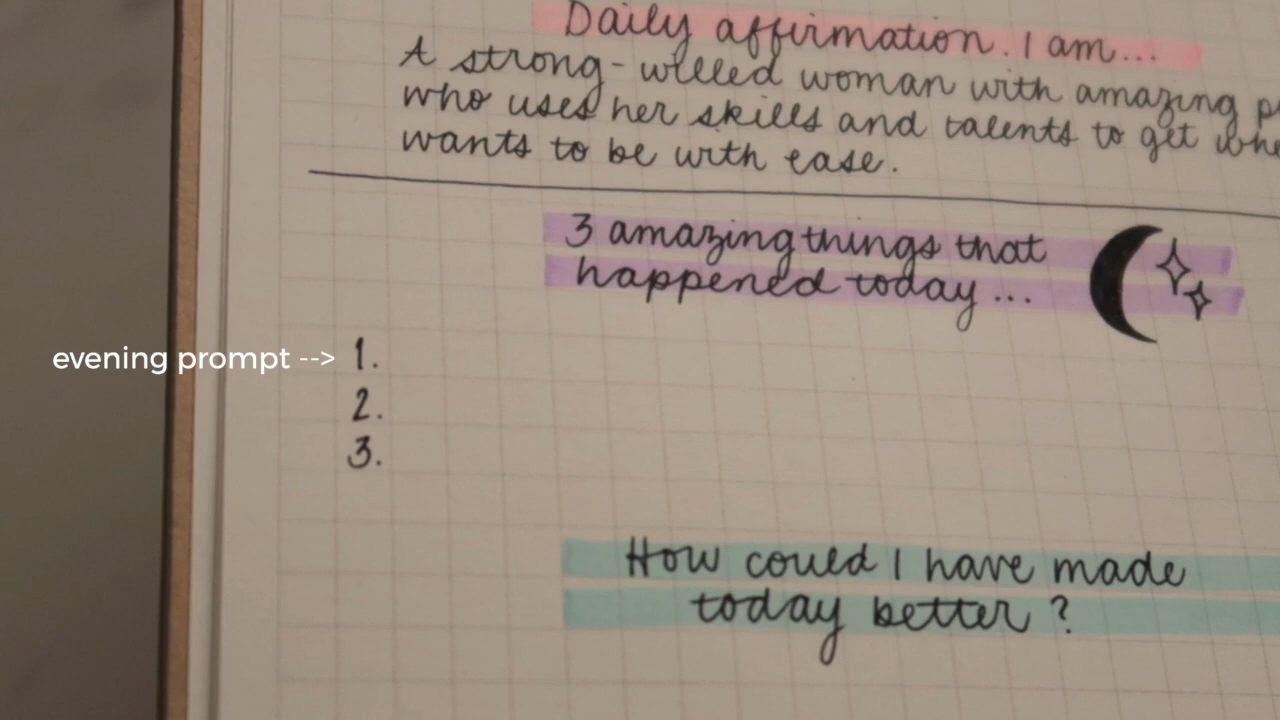 Daily affirmation. I am...
A strong-willed woman with amazing
who uses her skills and talents to get
wants to be with ease.
3 amazing things that
happened today ...
evening prompt --> 1.
2.
3.
How could I have made
today better ?